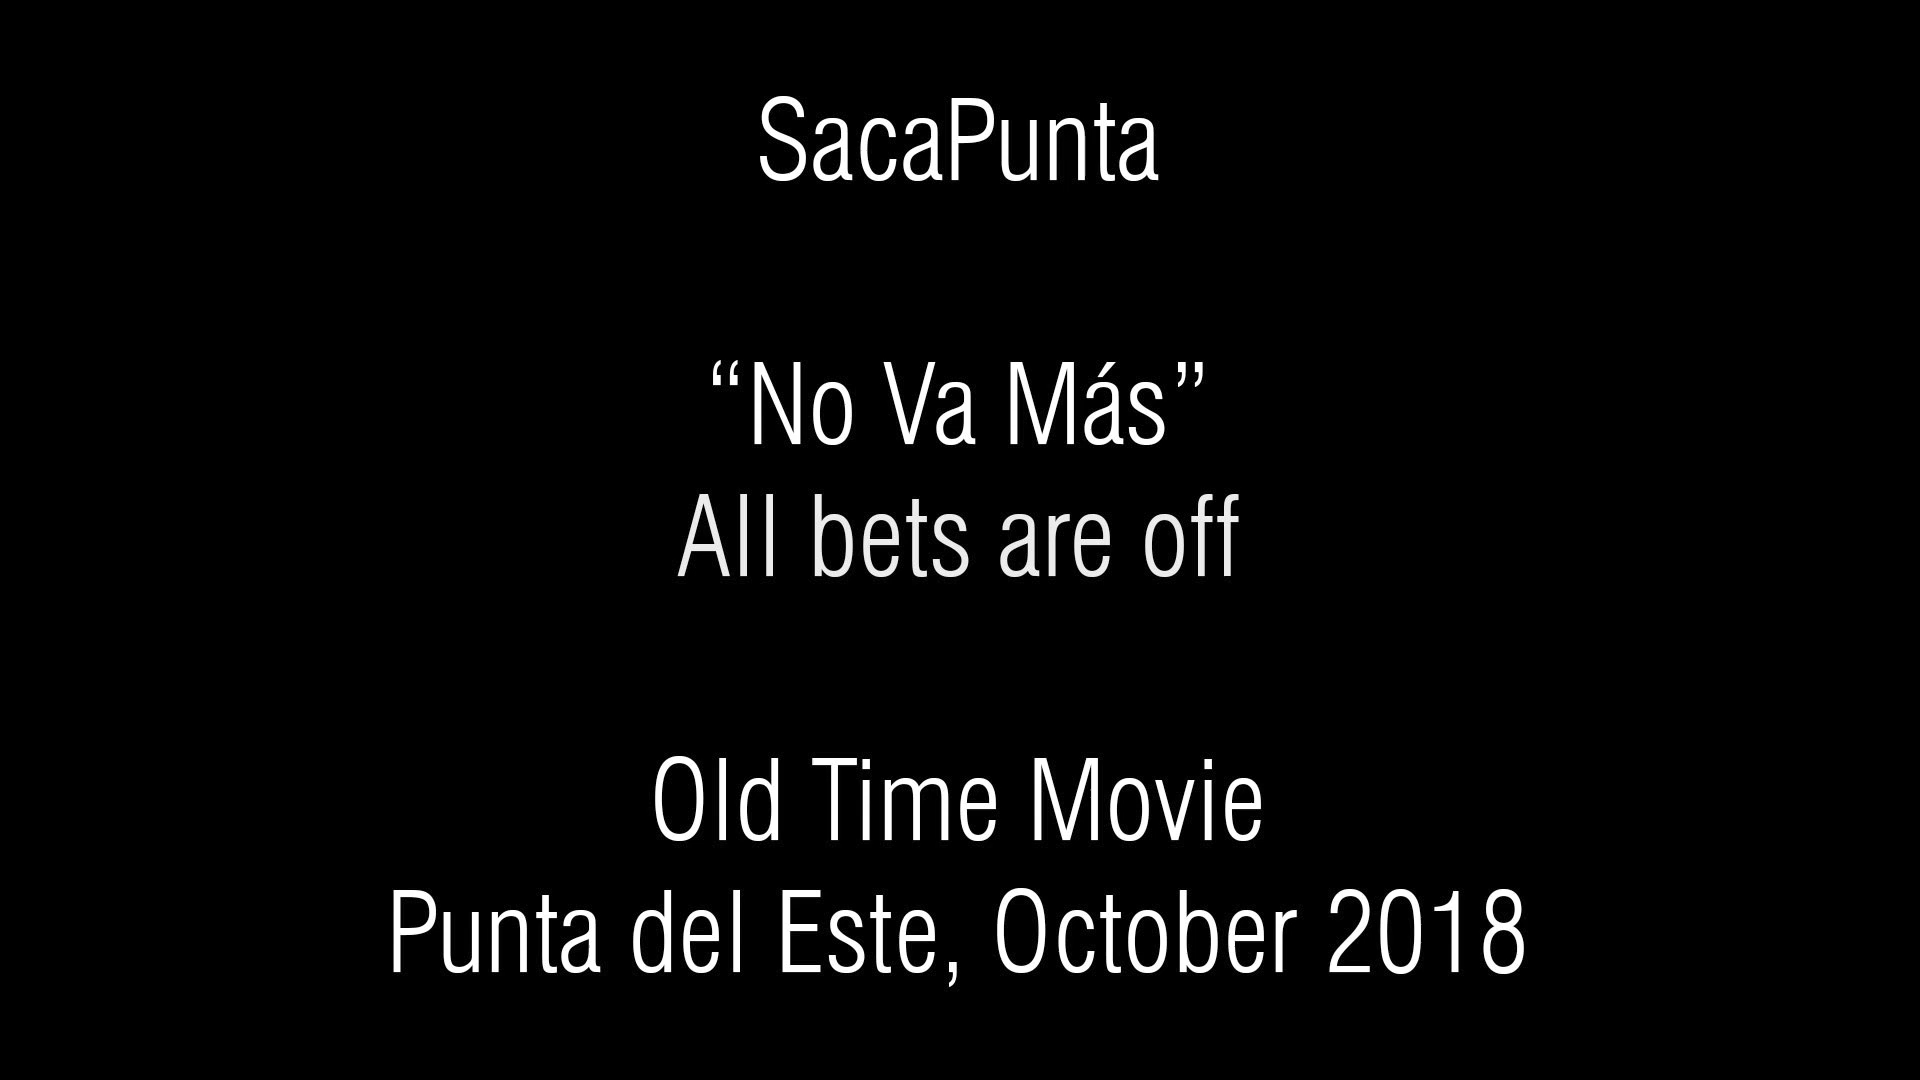 SacaPunta
“No Va Más”
All bets are off
Old Time Movie
Punta del Este, October 2018